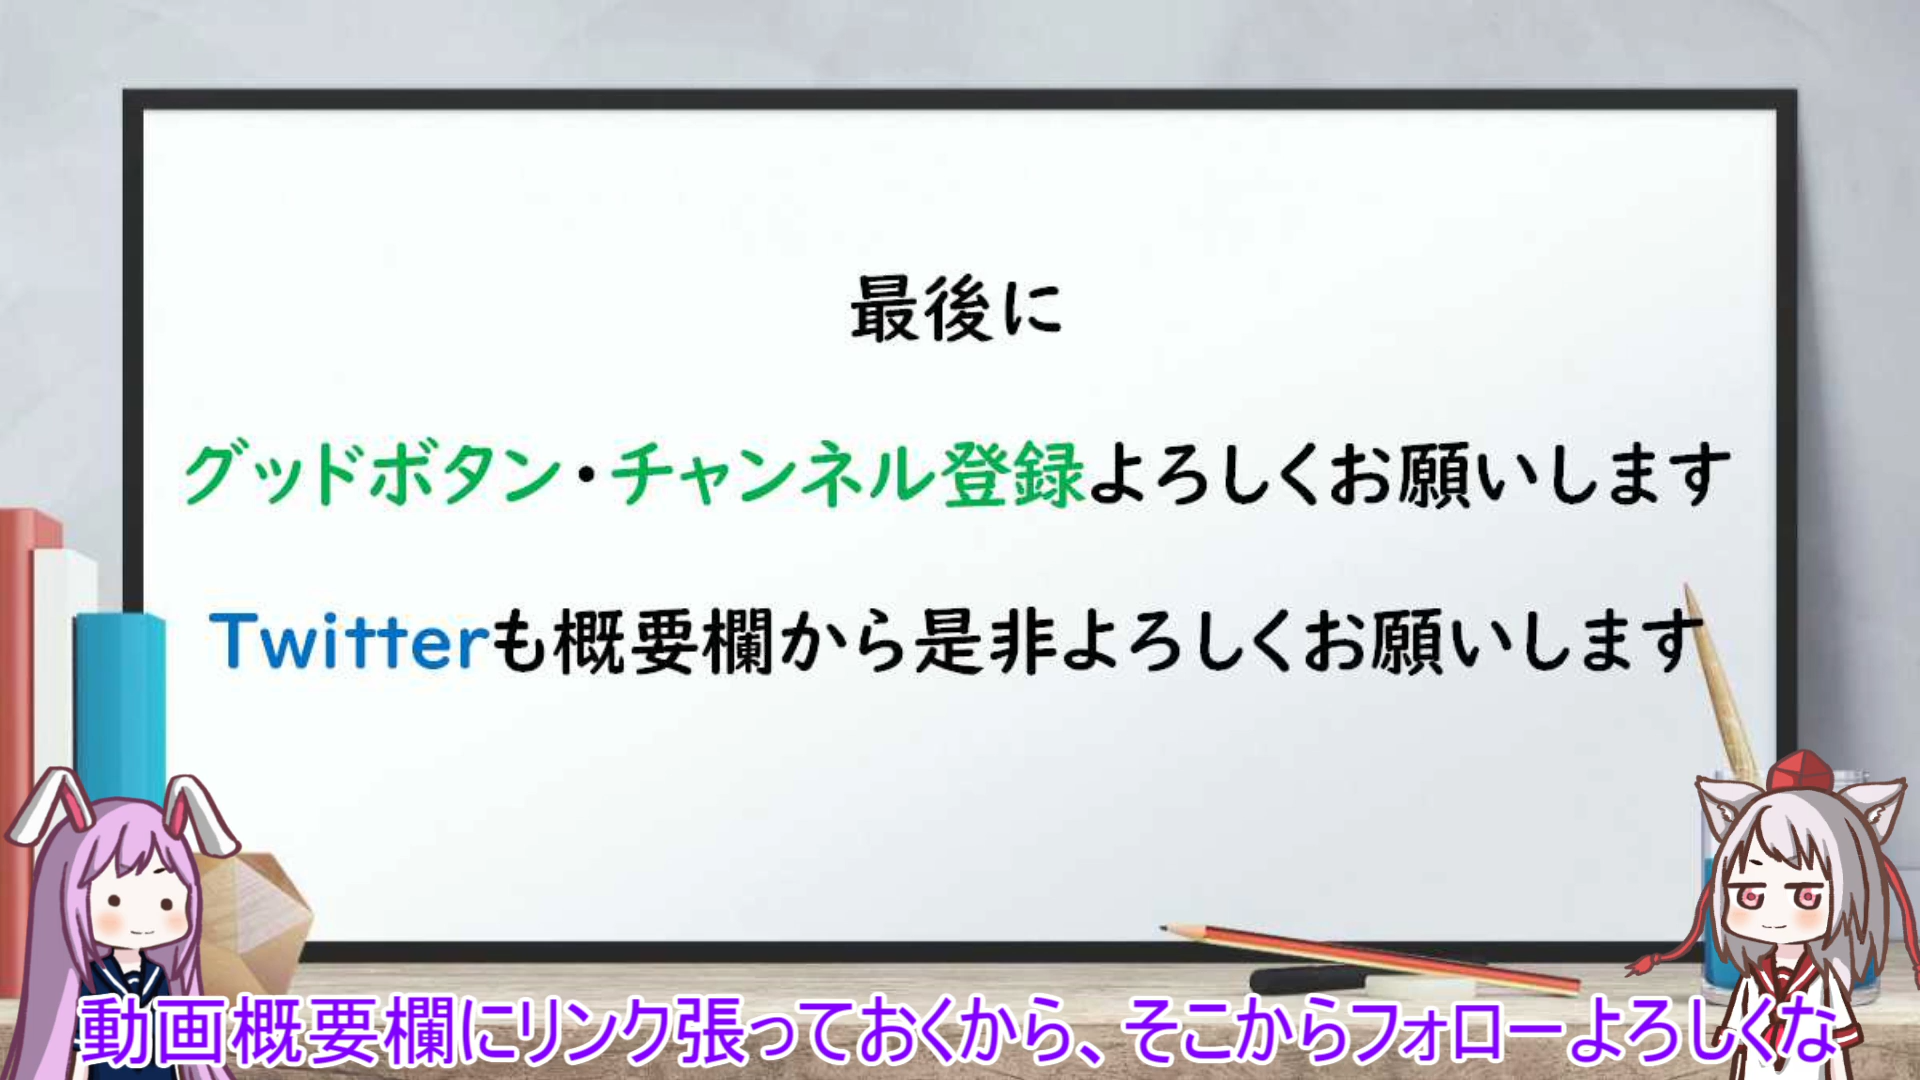 最後に
グッドボタン・チャンネル登録よろしくお願いします
Twitterも概要欄から是非よろしくお願いします
動画概要欄にリンク張っておくから、そこからフォローよろしくな